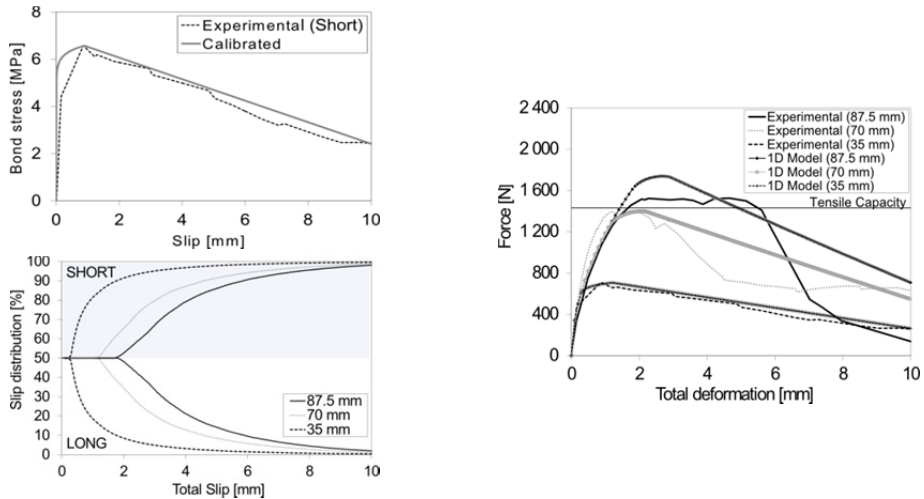 Bond stress [MPa]
8
6
4
2
0
Experimental (Short)
Calibrated
0 2 4 6 8 10
Slip [mm]
Slip distribution [%]
100
90
80
70
60
50
40
30
20
10
0
SHORT
LONG
87.5 mm
70 mm
35 mm
0 2 4 6 8 10
Total Slip [mm]
Force [N]
2 400
2 000
1 600
1 200
800
400
0
Experimental (87.5 mm)
Experimental (70 mm)
Experimental (35 mm)
1D Model (87.5 mm)
1D Model (70 mm)
1D Model (35 mm)
Tensile Capacity
0 2 4 6 8 10
Total deformation [mm]